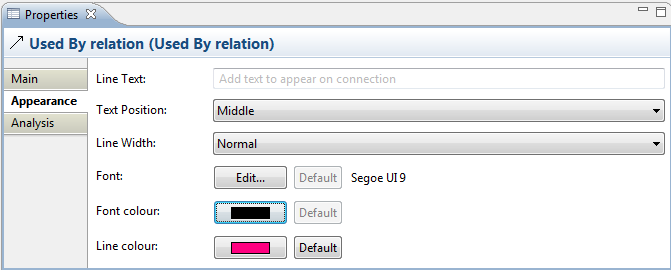 Properties
Used By relation (Used By relation)
Main
Appearance
Analysis
Line Text: Add text to appear on connection
Text Position: Middle
Line Width: Normal
Font: Edit... Default Segoe UI 9
Font colour: Default
Line colour: Default